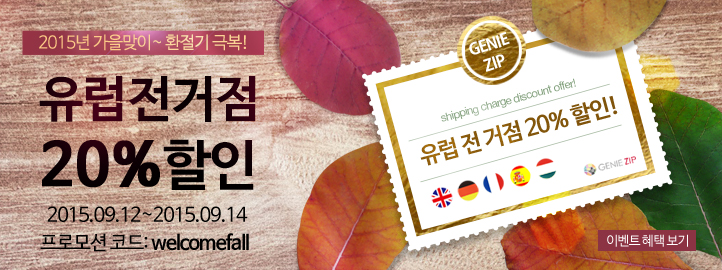 2015년 가을맞이~ 환절기 극복!
유럽전거점
20%할인
2015.09.12~2015.09.14
프로모션 코드: welcomefall
GENIE
ZIP
shipping charge discount offer!
유럽 전 거점 20% 할인!
GENIE ZIP
이벤트 혜택 보기